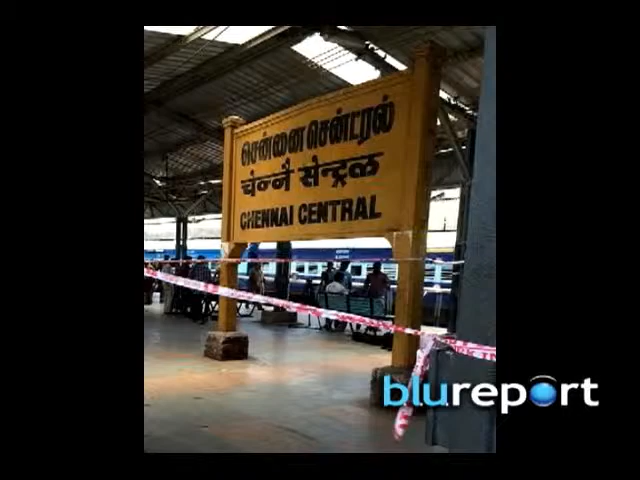 சென்னை சென்ட்ரல்
चेन्नै सेन्ट्रल
CHENNAI CENTRAL
blureport